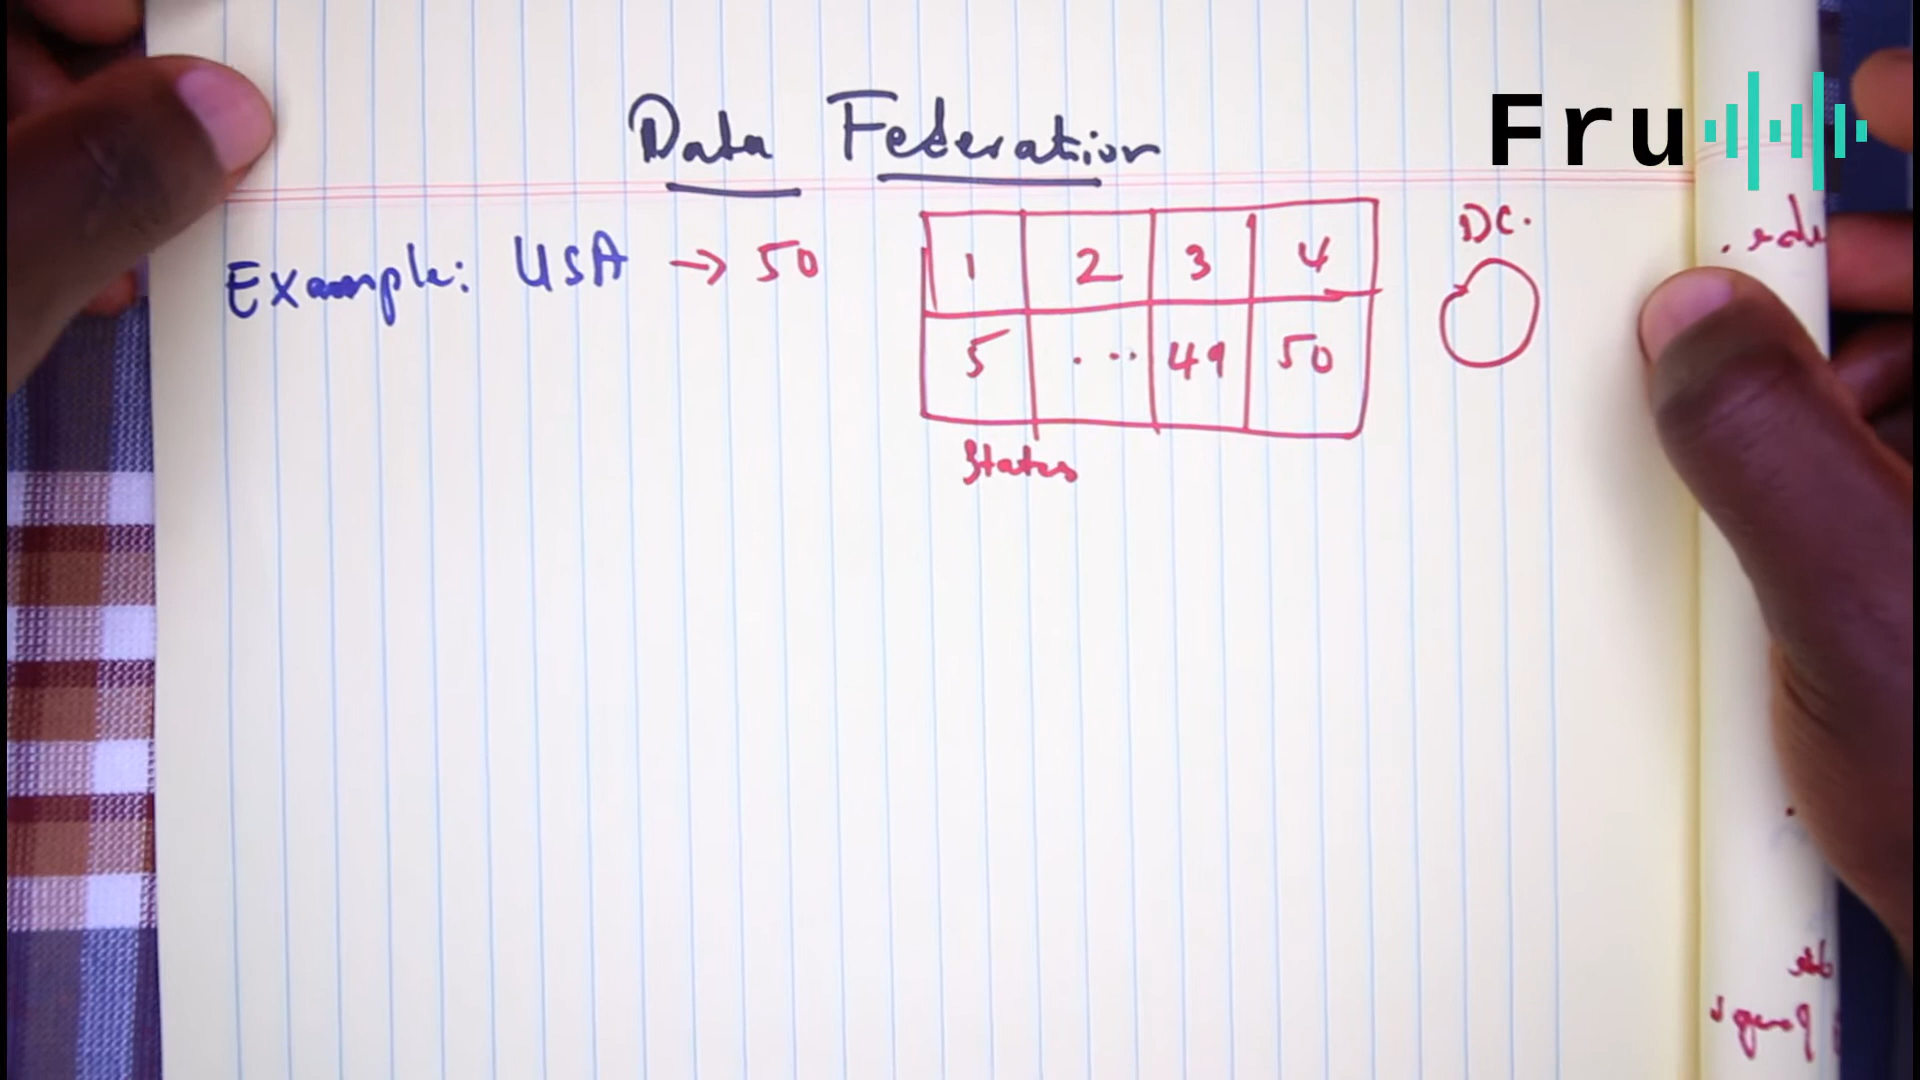 Fru
Data Federation
Example: USA → 50
1 2 3 4
5 ... 49 50
States
DC.